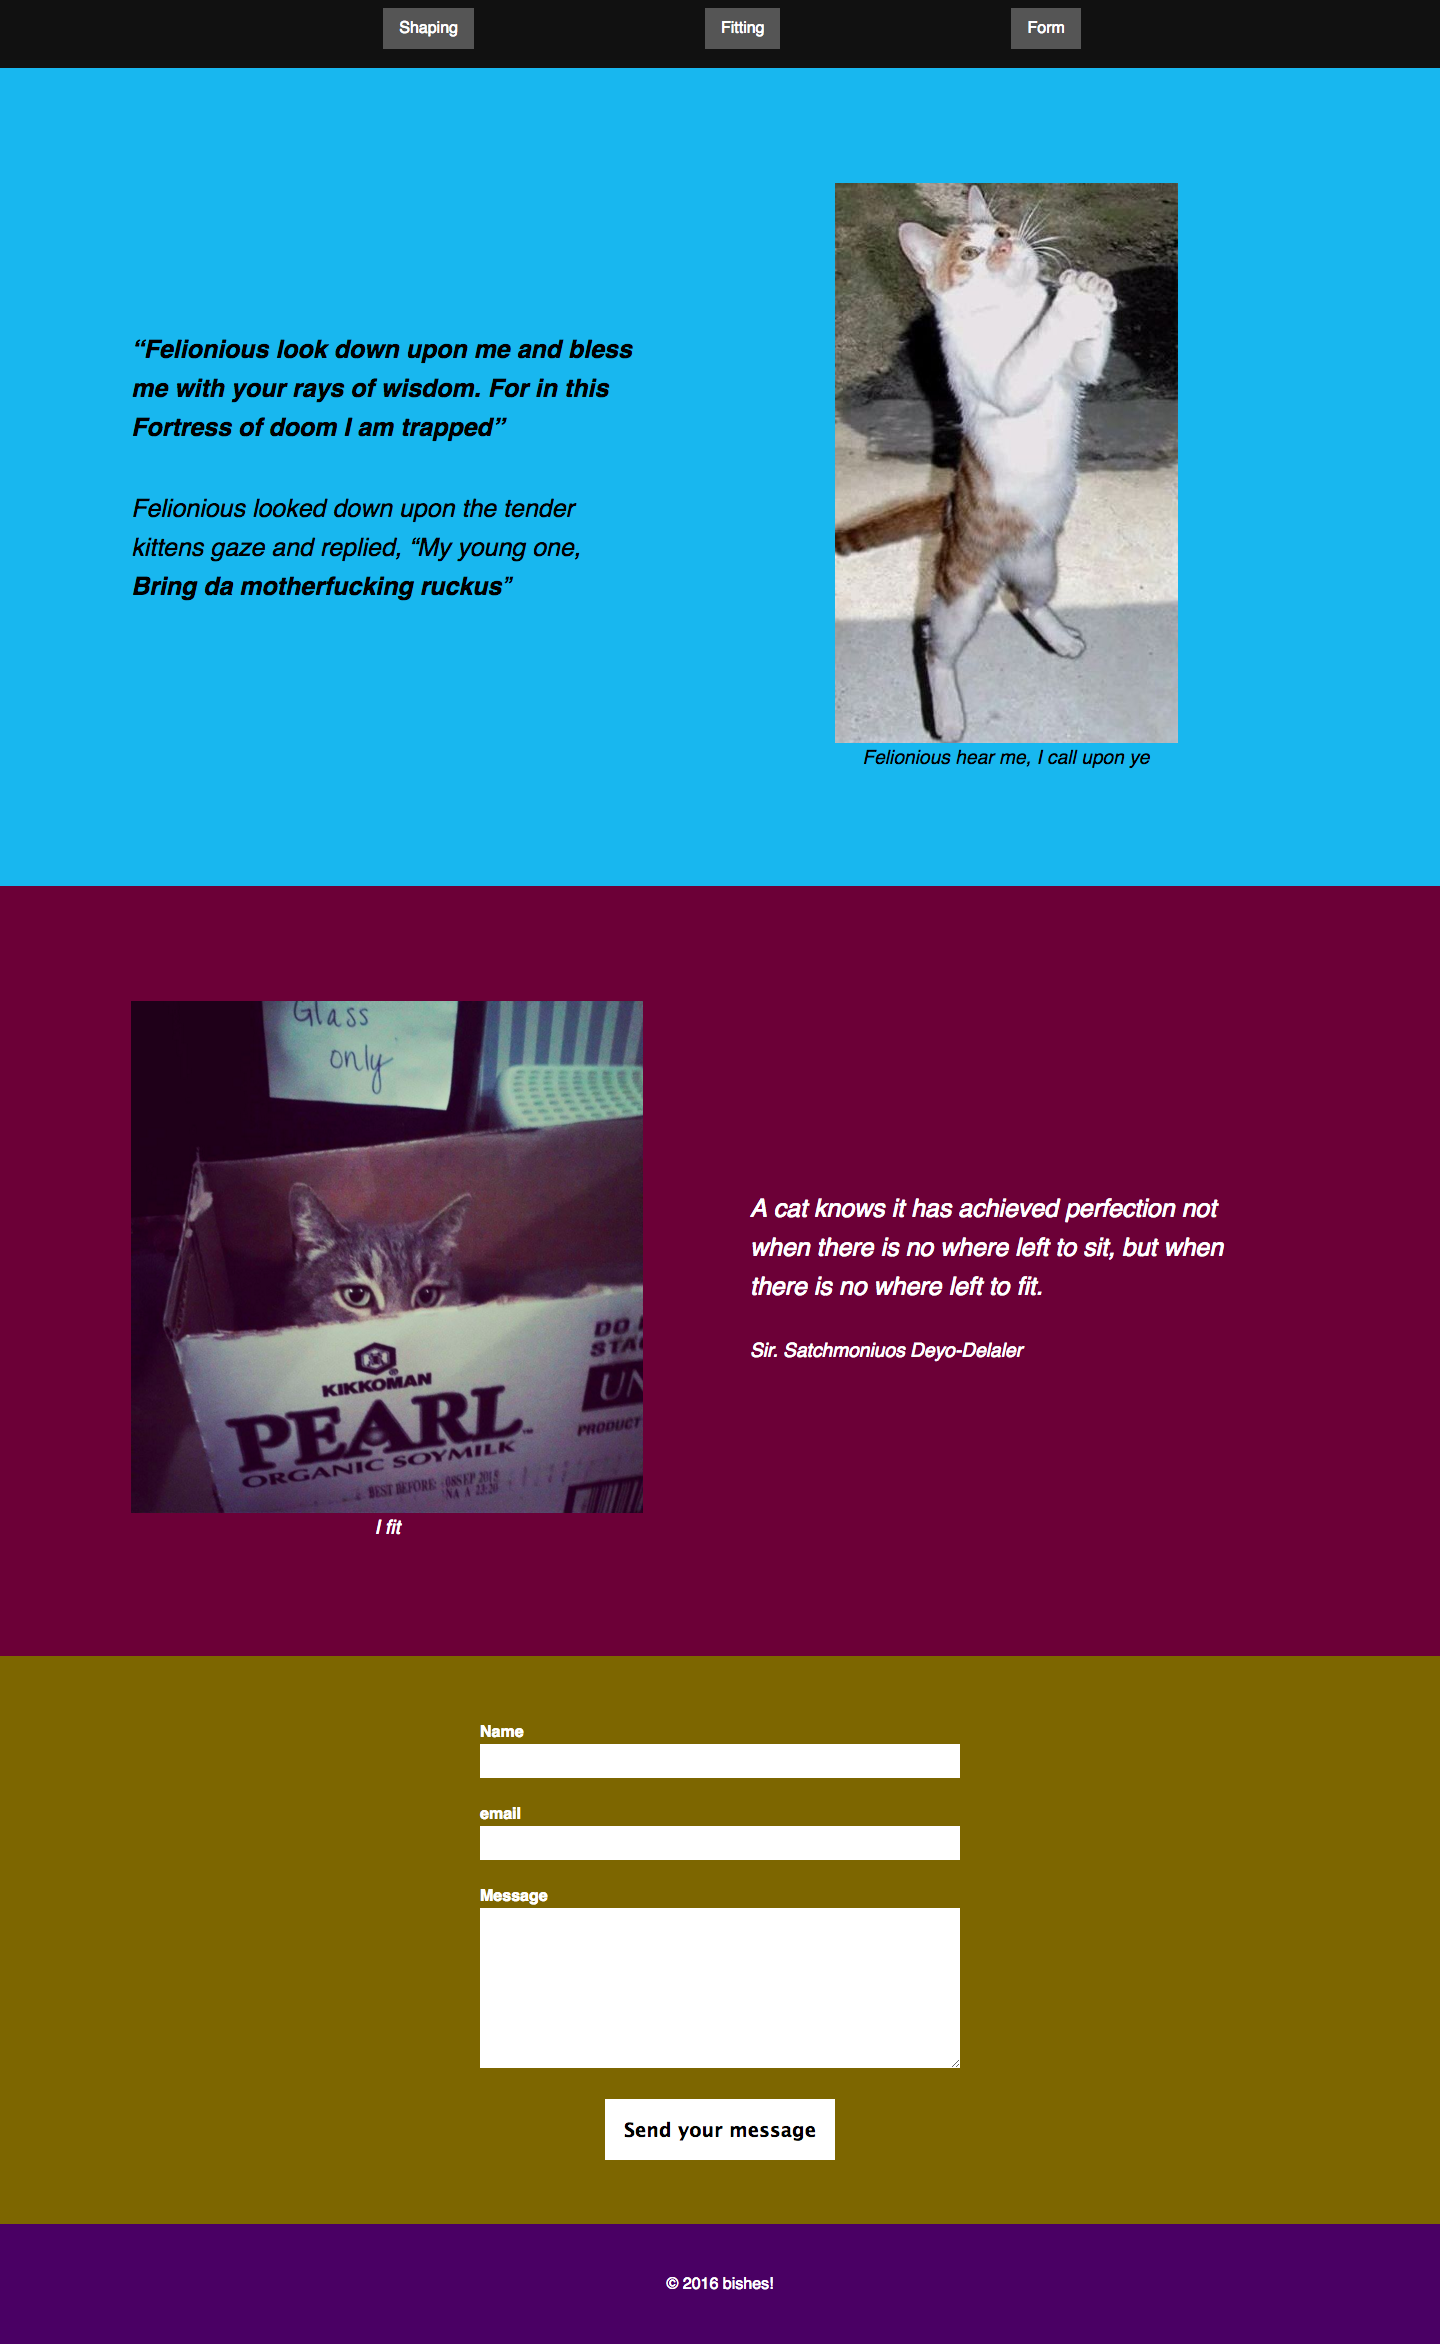 Shaping
Fitting
Form
“Felionious look down upon me and bless
me with your rays of wisdom. For in this
Fortress of doom I am trapped”
Felionious looked down upon the tender
kittens gaze and replied, “My young one,
Bring da motherfucking ruckus”
Felionious hear me, I call upon ye
Glass
only
DO
STA
KIKKOMAN
UN
PEARL™
PRODUCT
ORGANIC SOYMILK
BEST BEFORE: 08SEP 2015
NA A 23:20
I fit
A cat knows it has achieved perfection not
when there is no where left to sit, but when
there is no where left to fit.
Sir. Satchmoniuos Deyo-Delaler
Name
email
Message
Send your message
© 2016 bishes!